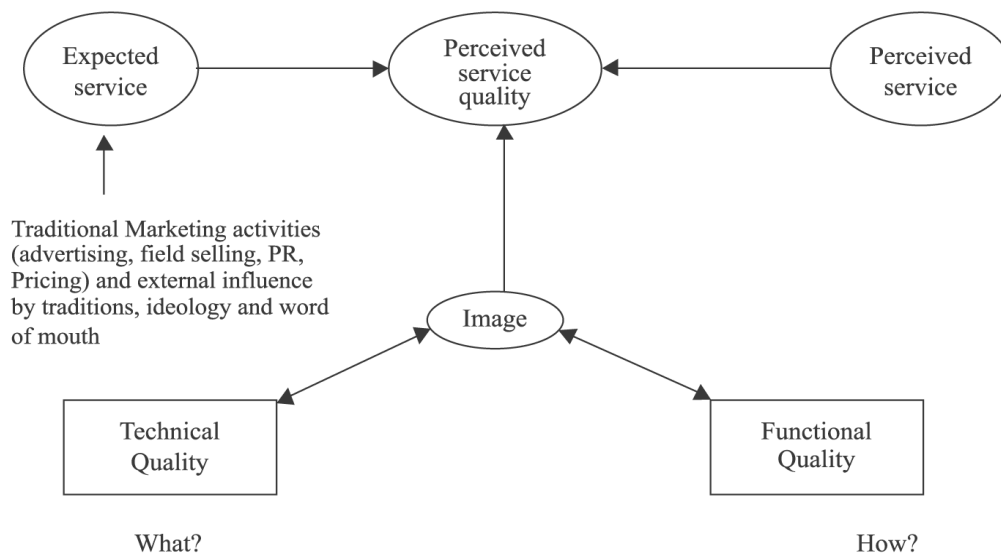 Expected
service
Perceived
service
quality
Perceived
service
Traditional Marketing activities
(advertising, field selling, PR,
Pricing) and external influence
by traditions, ideology and word
of mouth
Image
Technical
Quality
Functional
Quality
What?
How?